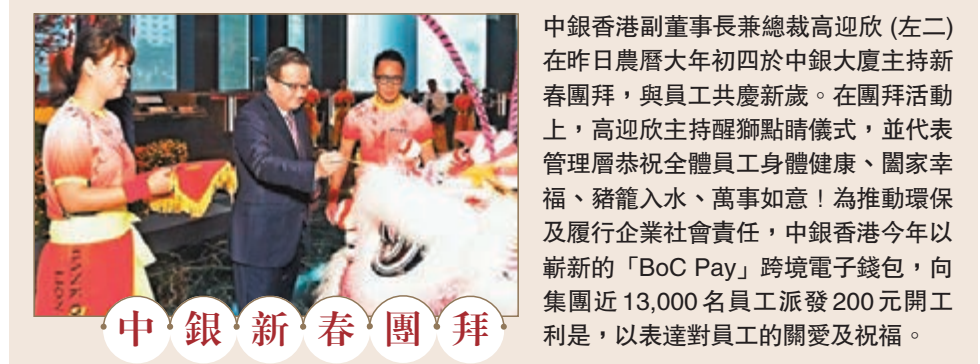 中銀香港副董事長兼總裁高迎欣 (左二)
在昨日農曆大年初四於中銀大廈主持新
春團拜，與員工共慶新歲。在團拜活動
上，高迎欣主持醒獅點睛儀式，並代表
管理層恭祝全體員工身體健康、闔家幸
福、豬籠入水、萬事如意！為推動環保
及履行企業社會責任，中銀香港今年以
嶄新的「BoC Pay」跨境電子錢包，向
集團近 13,000 名員工派發 200 元開工
利是，以表達對員工的關愛及祝福。
中銀新春團拜
BANK O
LION